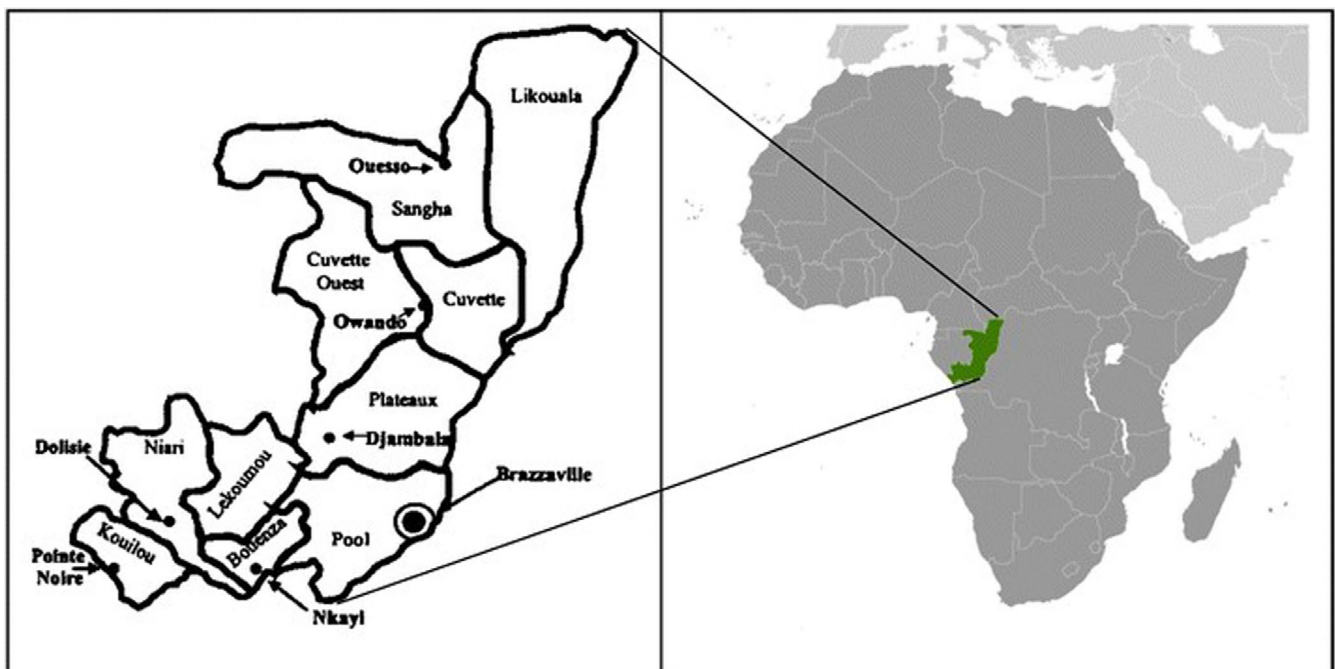 Likouala
Ouesso
Sangha
Cuvette
Ouest
Cuvette
Owando
Plateaux
Djambala
Dolisie
Niari
Lekoumou
Brazzaville
Bouenza
Pool
Kouilou
Pointe
Noire
Nkayi